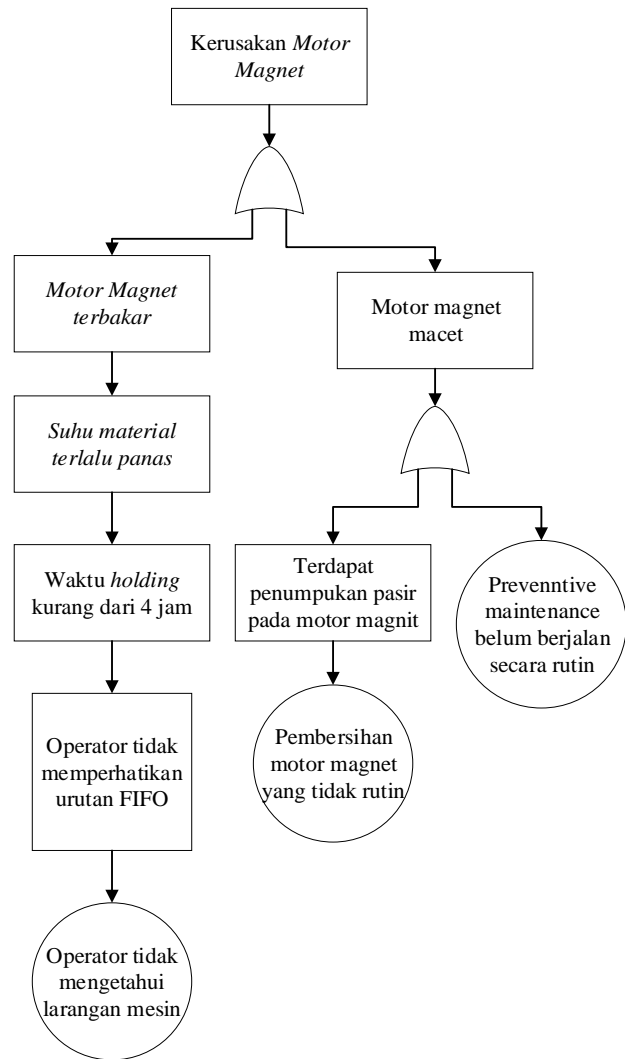 Kerusakan Motor
Magnet
Motor Magnet
terbakar
Motor magnet
macet
Suhu material
terlalu panas
Waktu holding
kurang dari 4 jam
Terdapat
penumpukan pasir
pada motor magnit
Prevenntive
maintenance
belum berjalan
secara rutin
Operator tidak
memperhatikan
urutan FIFO
Pembersihan
motor magnet
yang tidak rutin
Operator tidak
mengetahui
larangan mesin